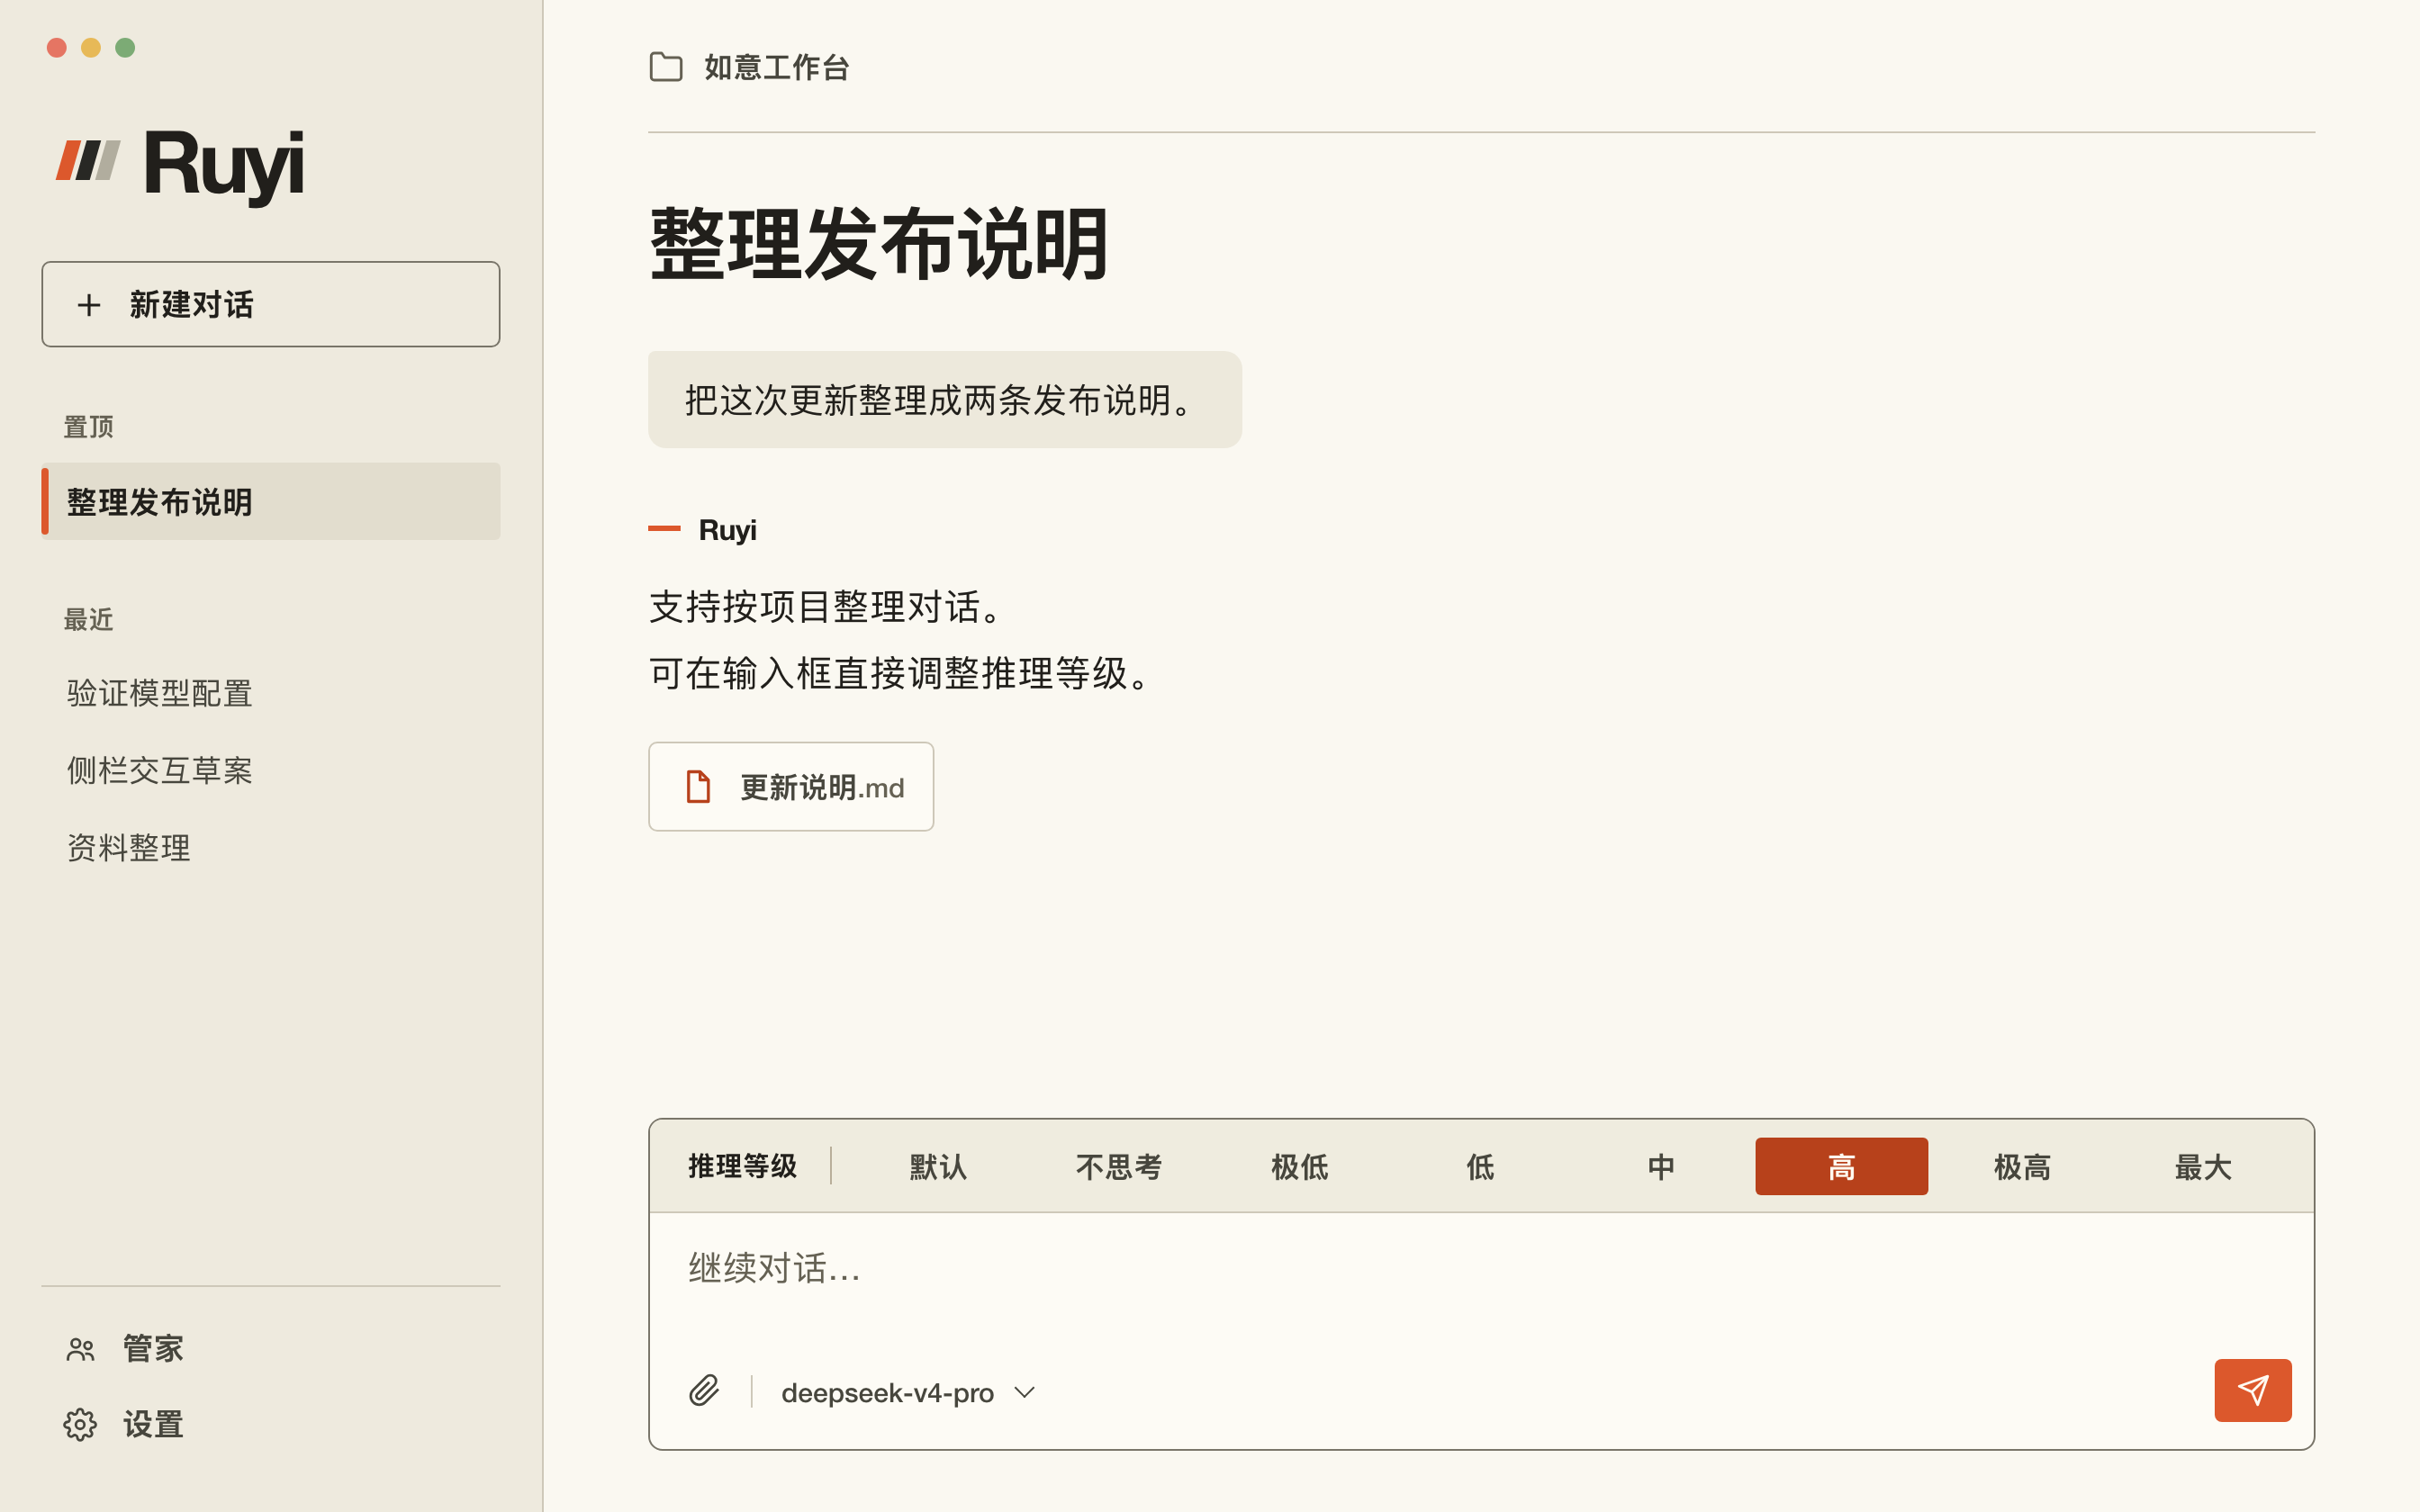 Ruyi
新建对话
置顶
整理发布说明
最近
验证模型配置
侧栏交互草案
资料整理
管家
设置
如意工作台
整理发布说明
把这次更新整理成两条发布说明。
Ruyi
支持按项目整理对话。
可在输入框直接调整推理等级。
更新说明.md
推理等级 默认 不思考 极低 低 中 高 极高 最大
继续对话...
deepseek-v4-pro